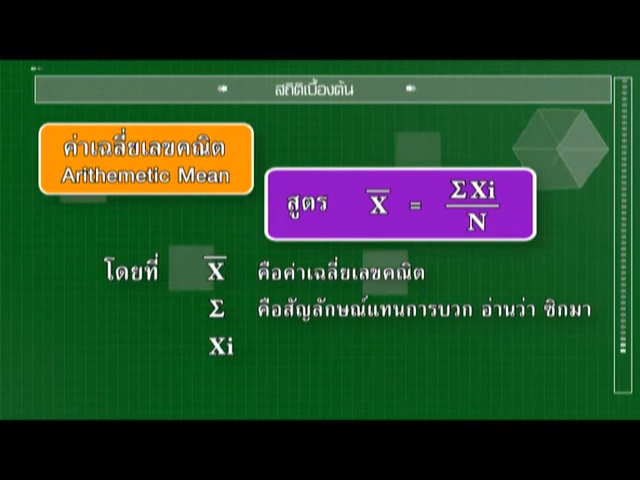 สถิติเบื้องต้น
ค่าเฉลี่ยเลขคณิต
Arithemetic Mean
สูตร X̅ = ΣXi / N
โดยที่ X̅ คือค่าเฉลี่ยเลขคณิต
Σ คือสัญลักษณ์แทนการบวก อ่านว่า ซิกมา
Xi